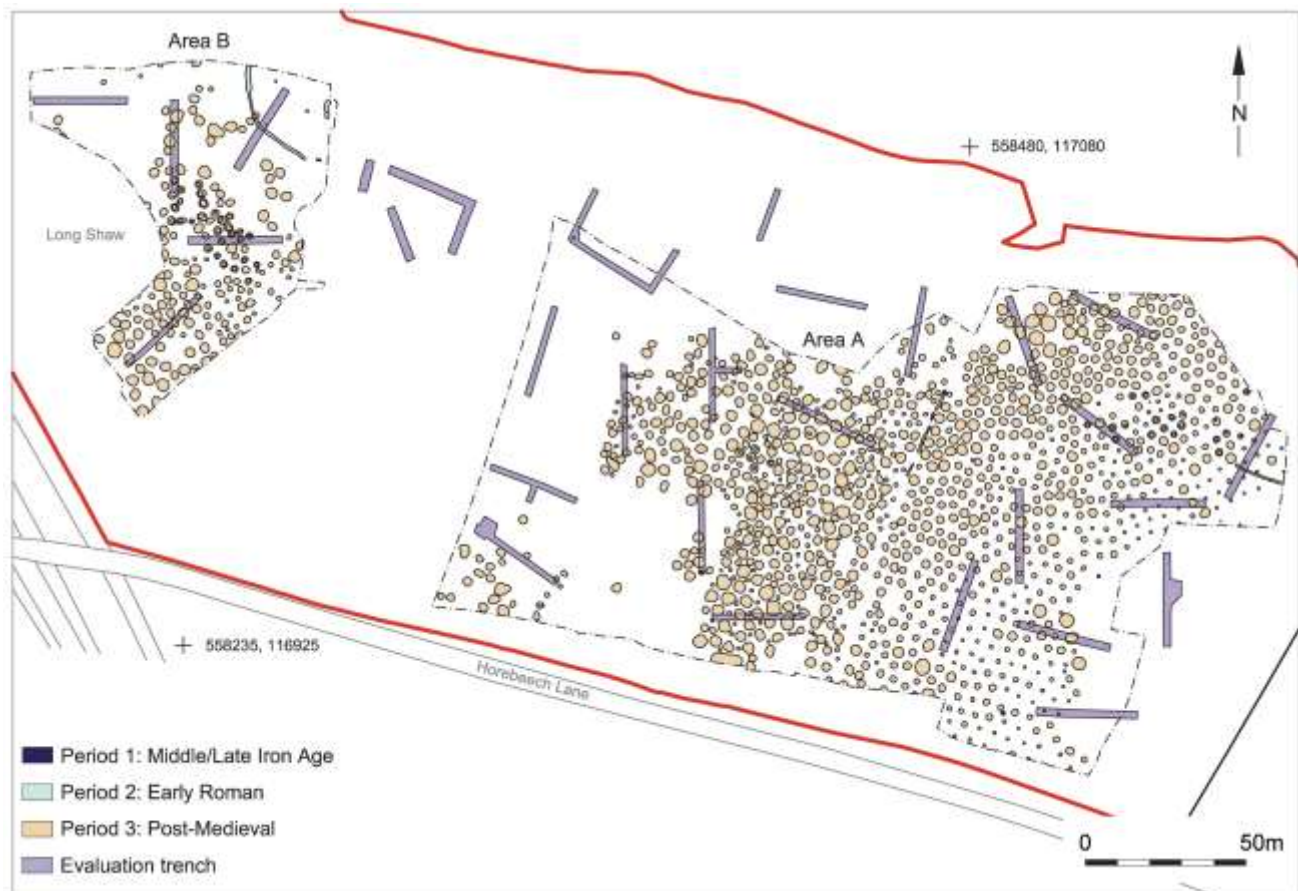 Area B
N
558480, 117080
Long Shaw
Area A
558235, 116925
Horebeech Lane
Period 1: Middle/Late Iron Age
Period 2: Early Roman
Period 3: Post-Medieval
Evaluation trench
0 50m